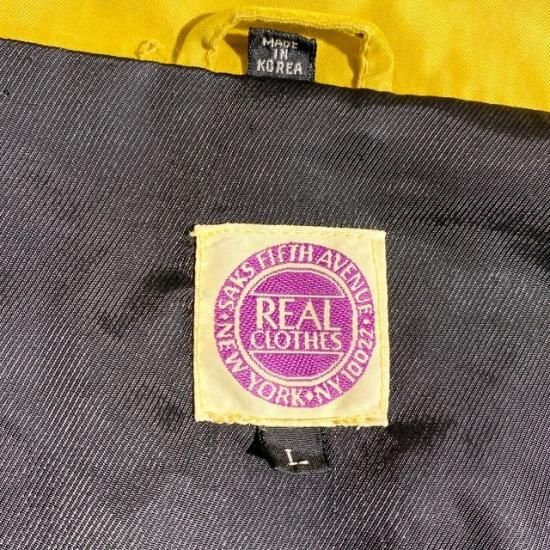 MADE
IN
KOREA
SAKS FIFTH AVENUE
REAL
CLOTHES
NEW YORK•NY 10022
L